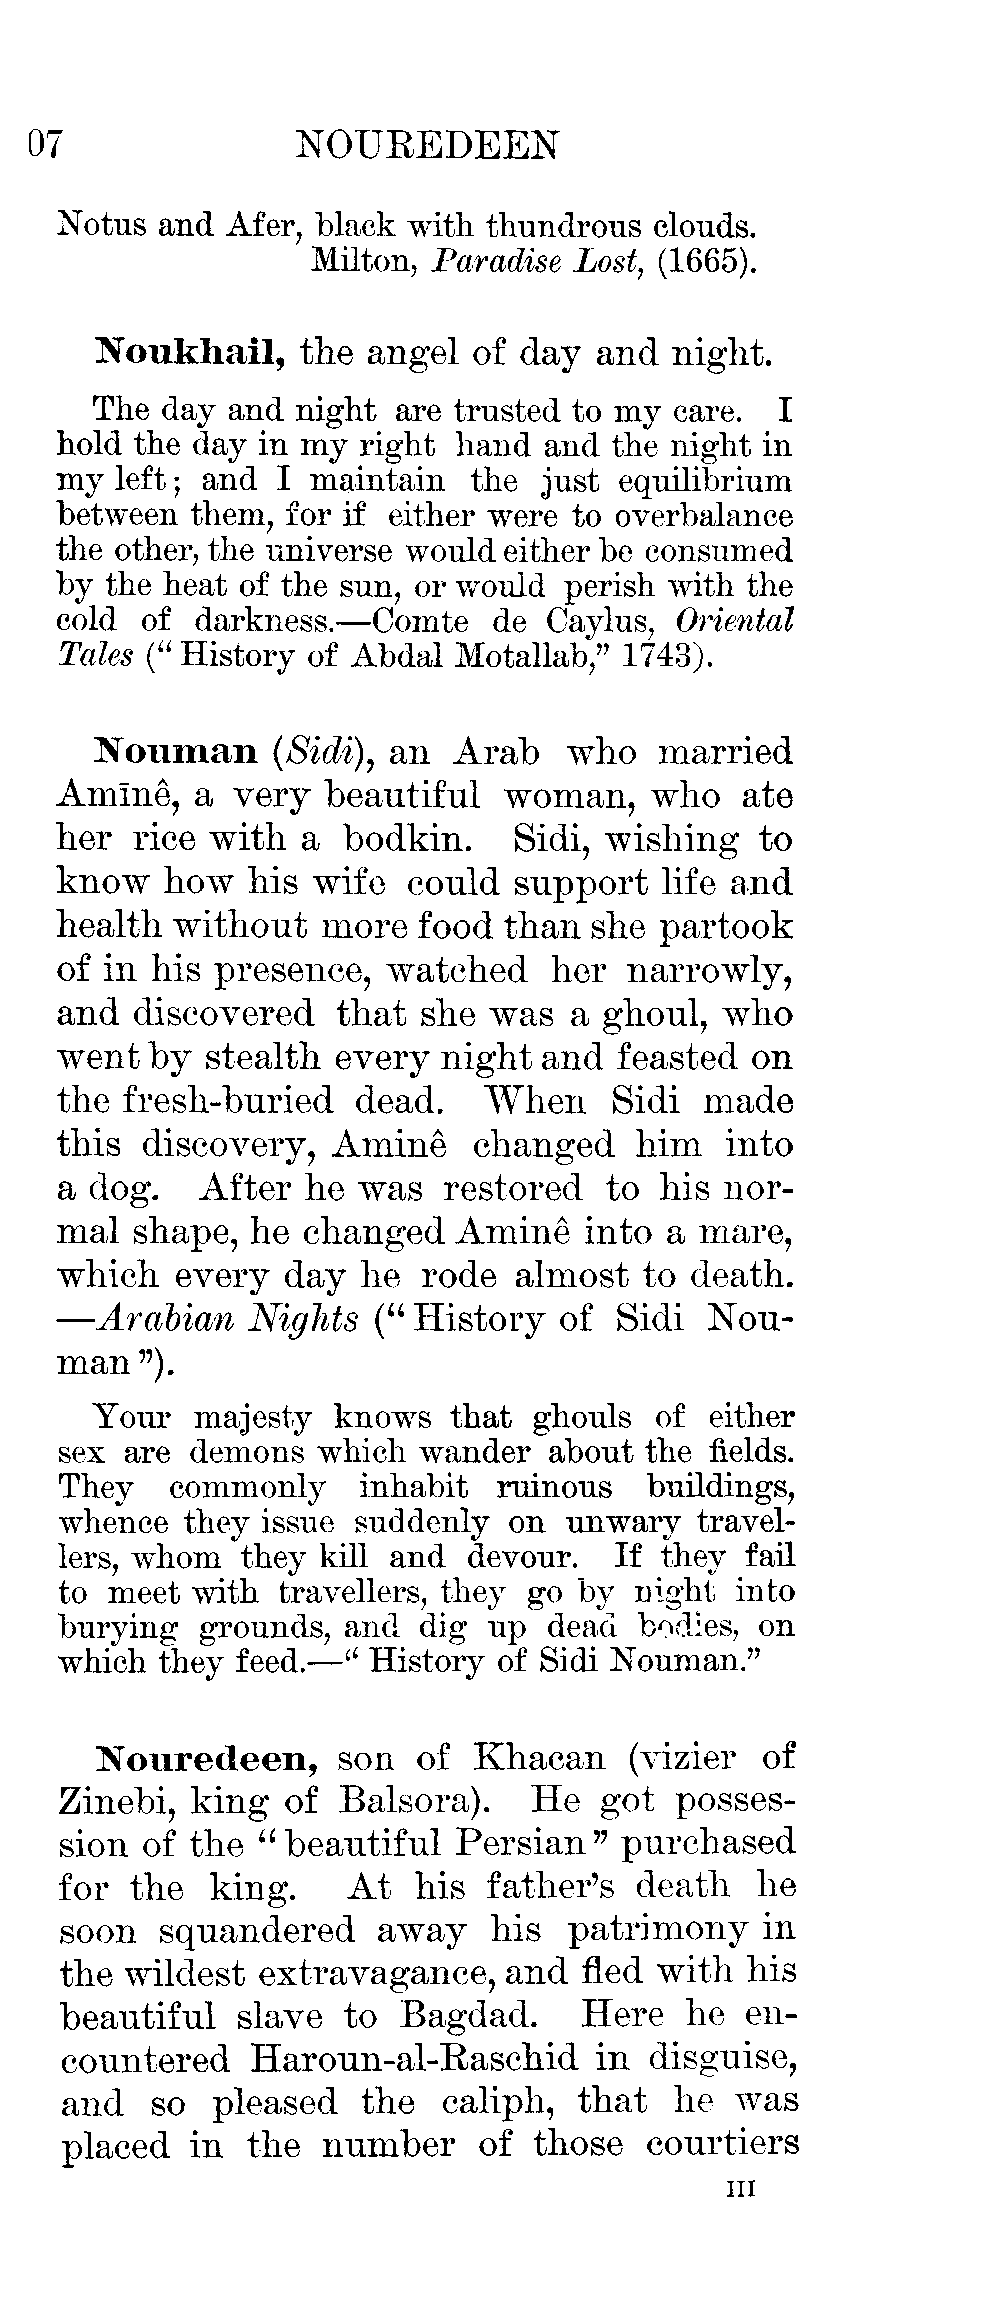 07 NOUREDEEN
Notus and Afer, black with thundrous clouds.
Milton, Paradise Lost, (1665).
Noukhail, the angel of day and night.
The day and night are trusted to my care. I
hold the day in my right hand and the night in
my left; and I maintain the just equilibrium
between them, for if either were to overbalance
the other, the universe would either be consumed
by the heat of the sun, or would perish with the
cold of darkness.—Comte de Caylus, Oriental
Tales (“History of Abdal Motallab,” 1743).
Nouman (Sidi), an Arab who married
Amīnê, a very beautiful woman, who ate
her rice with a bodkin. Sidi, wishing to
know how his wife could support life and
health without more food than she partook
of in his presence, watched her narrowly,
and discovered that she was a ghoul, who
went by stealth every night and feasted on
the fresh-buried dead. When Sidi made
this discovery, Aminê changed him into
a dog. After he was restored to his nor-
mal shape, he changed Aminê into a mare,
which every day he rode almost to death.
—Arabian Nights (“History of Sidi Nou-
man”).
Your majesty knows that ghouls of either
sex are demons which wander about the fields.
They commonly inhabit ruinous buildings,
whence they issue suddenly on unwary travel-
lers, whom they kill and devour. If they fail
to meet with travellers, they go by night into
burying grounds, and dig up dead bodies, on
which they feed.—“History of Sidi Nouman.”
Nouredeen, son of Khacan (vizier of
Zinebi, king of Balsora). He got posses-
sion of the “beautiful Persian” purchased
for the king. At his father’s death he
soon squandered away his patrimony in
the wildest extravagance, and fled with his
beautiful slave to Bagdad. Here he en-
countered Haroun-al-Raschid in disguise,
and so pleased the caliph, that he was
placed in the number of those courtiers
III